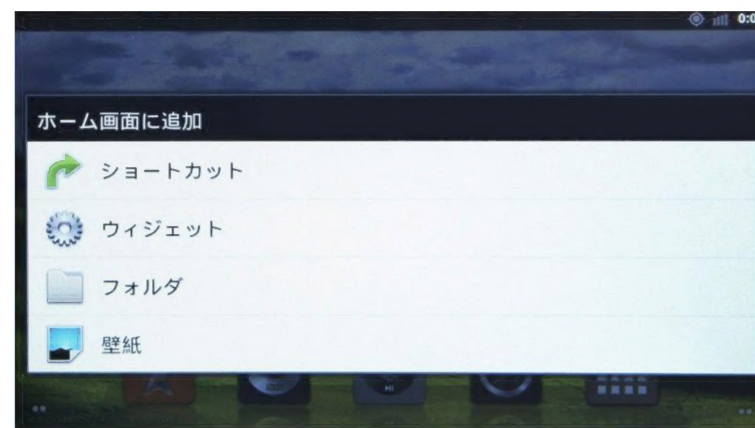 ホーム画面に追加
ショートカット
ウィジェット
フォルダ
壁紙